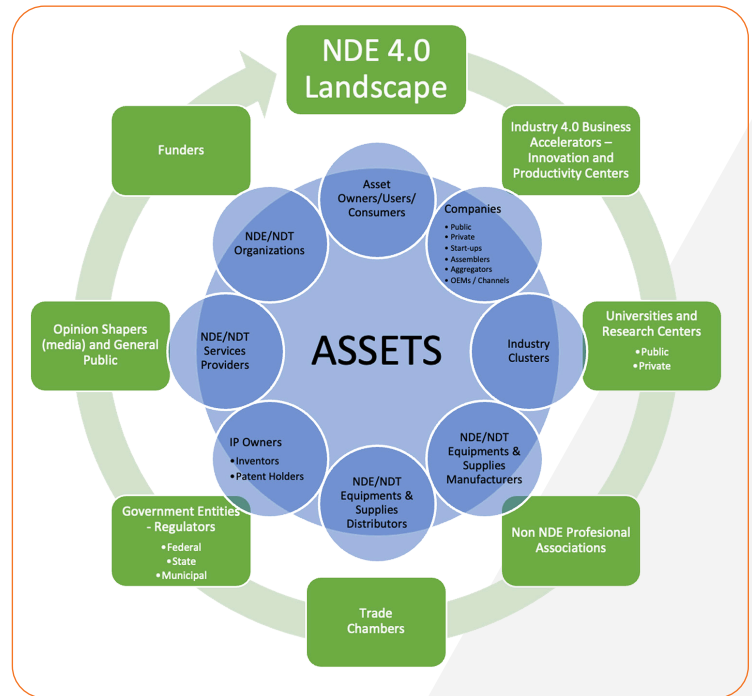 NDE 4.0
Landscape
Industry 4.0 Business
Accelerators –
Innovation and
Productivity Centers
Universities and
Research Centers
•Public
•Private
Non NDE Profesional
Associations
Trade
Chambers
Government Entities
- Regulators
•Federal
•State
•Municipal
Opinion Shapers
(media) and General
Public
Funders
Asset
Owners/Users/
Consumers
Companies
• Public
• Private
• Start-ups
• Assemblers
• Aggregators
• OEMs / Channels
Industry
Clusters
NDE/NDT
Equipments &
Supplies
Manufacturers
NDE/NDT
Equipments &
Supplies
Distributors
IP Owners
• Inventors
• Patent Holders
NDE/NDT
Services
Providers
NDE/NDT
Organizations
ASSETS